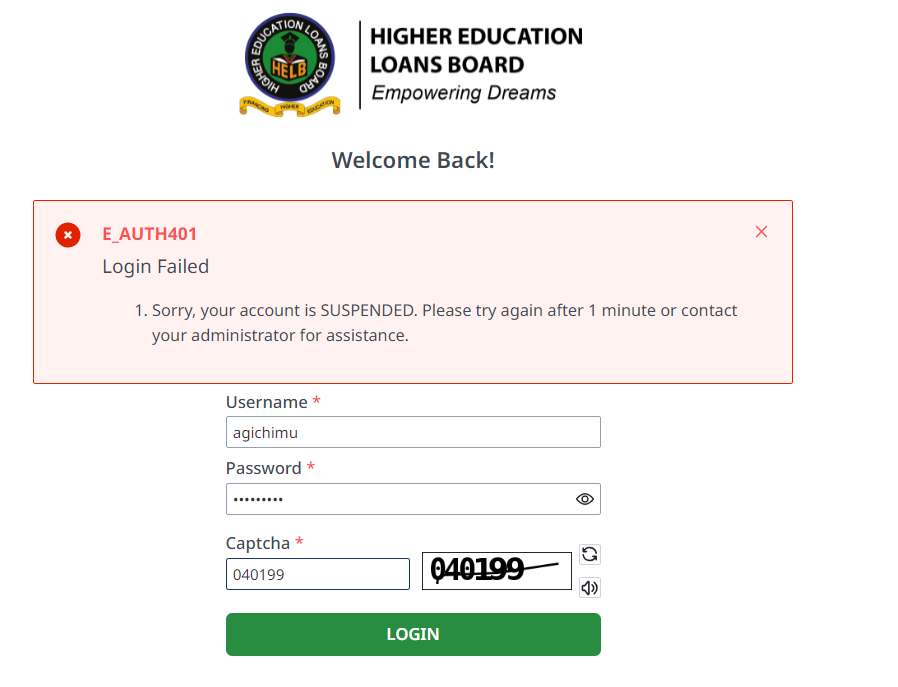 HIGHER EDUCATION LOANS BOARD
HELB
FINANCING HIGHER EDUCATION
HIGHER EDUCATION
LOANS BOARD
Empowering Dreams
Welcome Back!
E_AUTH401
Login Failed
1. Sorry, your account is SUSPENDED. Please try again after 1 minute or contact
your administrator for assistance.
Username *
agichimu
Password *
•••••••••
Captcha *
040199
040199
LOGIN